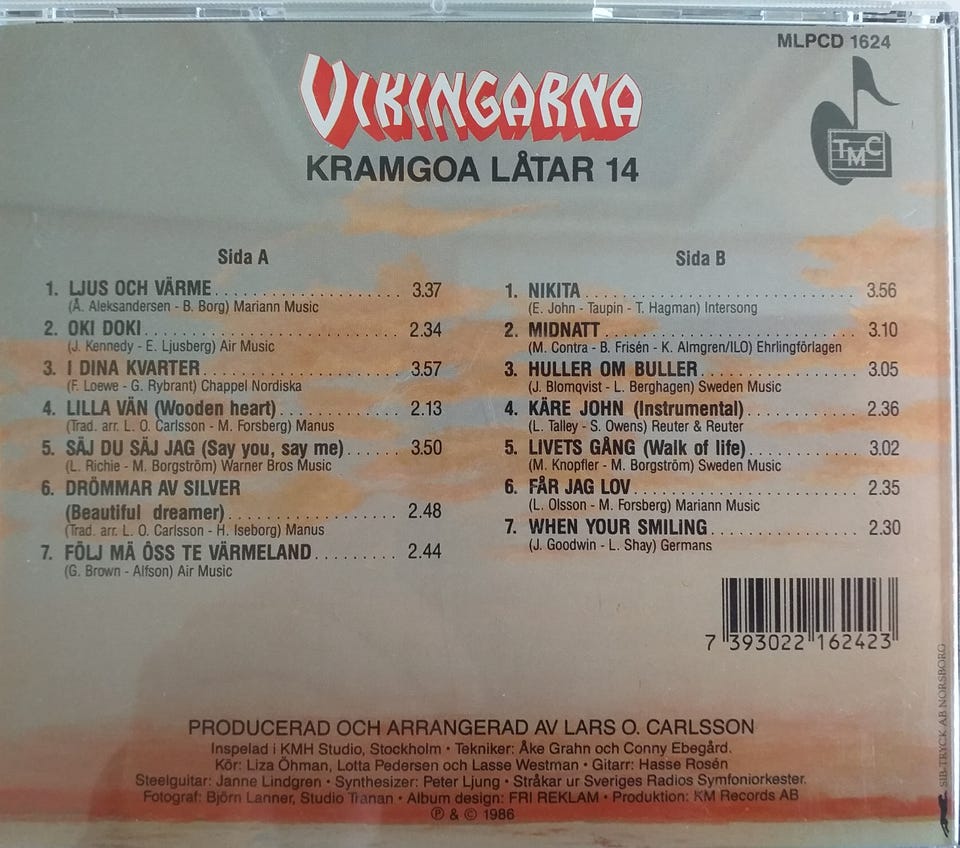 MLPCD 1624
VIKINGARNA
KRAMGOA LÅTAR 14
TMC
Sida A
1. LJUS OCH VÄRME 3.37
(Å. Aleksandersen - B. Borg) Mariann Music
2. OKI DOKI 2.34
(J. Kennedy - E. Ljusberg) Air Music
3. I DINA KVARTER 3.57
(F. Loewe - G. Rybrant) Chappel Nordiska
4. LILLA VÄN (Wooden heart) 2.13
(Trad. arr. L. O. Carlsson - M. Forsberg) Manus
5. SÄJ DU SÄJ JAG (Say you, say me) 3.50
(L. Richie - M. Borgström) Warner Bros Music
6. DRÖMMAR AV SILVER
(Beautiful dreamer) 2.48
(Trad. arr. L. O. Carlsson - H. Iseborg) Manus
7. FÖLJ MÄ ÖSS TE VÄRMELAND 2.44
(G. Brown - Alfson) Air Music
Sida B
1. NIKITA 3.56
(E. John - Taupin - T. Hagman) Intersong
2. MIDNATT 3.10
(M. Contra - B. Frisén - K. Almgren/ILO) Ehrlingförlagen
3. HULLER OM BULLER 3.05
(J. Blomqvist - L. Berghagen) Sweden Music
4. KÄRE JOHN (Instrumental) 2.36
(L. Talley - S. Owens) Reuter & Reuter
5. LIVETS GÅNG (Walk of life) 3.02
(M. Knopfler - M. Borgström) Sweden Music
6. FÅR JAG LOV 2.35
(L. Olsson - M. Forsberg) Mariann Music
7. WHEN YOUR SMILING 2.30
(J. Goodwin - L. Shay) Germans
7 393022 162423
SIB-TRYCK AB NORSBORG
PRODUCERAD OCH ARRANGERAD AV LARS O. CARLSSON
Inspelad i KMH Studio, Stockholm • Tekniker: Åke Grahn och Conny Ebegård.
Kör: Liza Öhman, Lotta Pedersen och Lasse Westman • Gitarr: Hasse Rosén
Steelguitar: Janne Lindgren • Synthesizer: Peter Ljung • Stråkar ur Sveriges Radios Symfoniorkester.
Fotograf: Björn Lanner, Studio Tranan • Album design: FRI REKLAM • Produktion: KM Records AB
℗ & © 1986